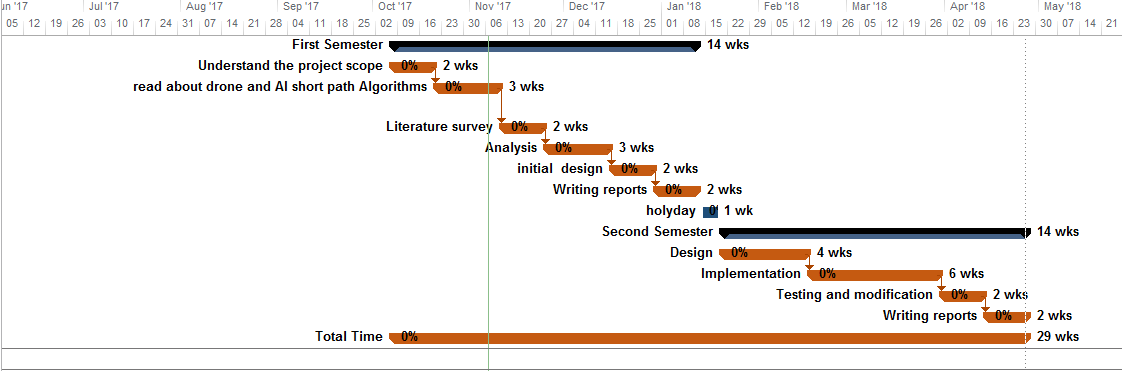 un '17 Jul '17 Aug '17 Sep '17 Oct '17 Nov '17 Dec '17 Jan '18 Feb '18 Mar '18 Apr '18 May '18
05 12 19 26 03 10 17 24 31 07 14 21 28 04 11 18 25 02 09 16 23 30 06 13 20 27 04 11 18 25 01 08 15 22 29 05 12 19 26 05 12 19 26 02 09 16 23 30 07 14 21
First Semester 14 wks
Understand the project scope 0% 2 wks
read about drone and AI short path Algorithms 0% 3 wks
Literature survey 0% 2 wks
Analysis 0% 3 wks
initial design 0% 2 wks
Writing reports 0% 2 wks
holyday 0 1 wk
Second Semester 14 wks
Design 0% 4 wks
Implementation 0% 6 wks
Testing and modification 0% 2 wks
Writing reports 0% 2 wks
Total Time 0% 29 wks